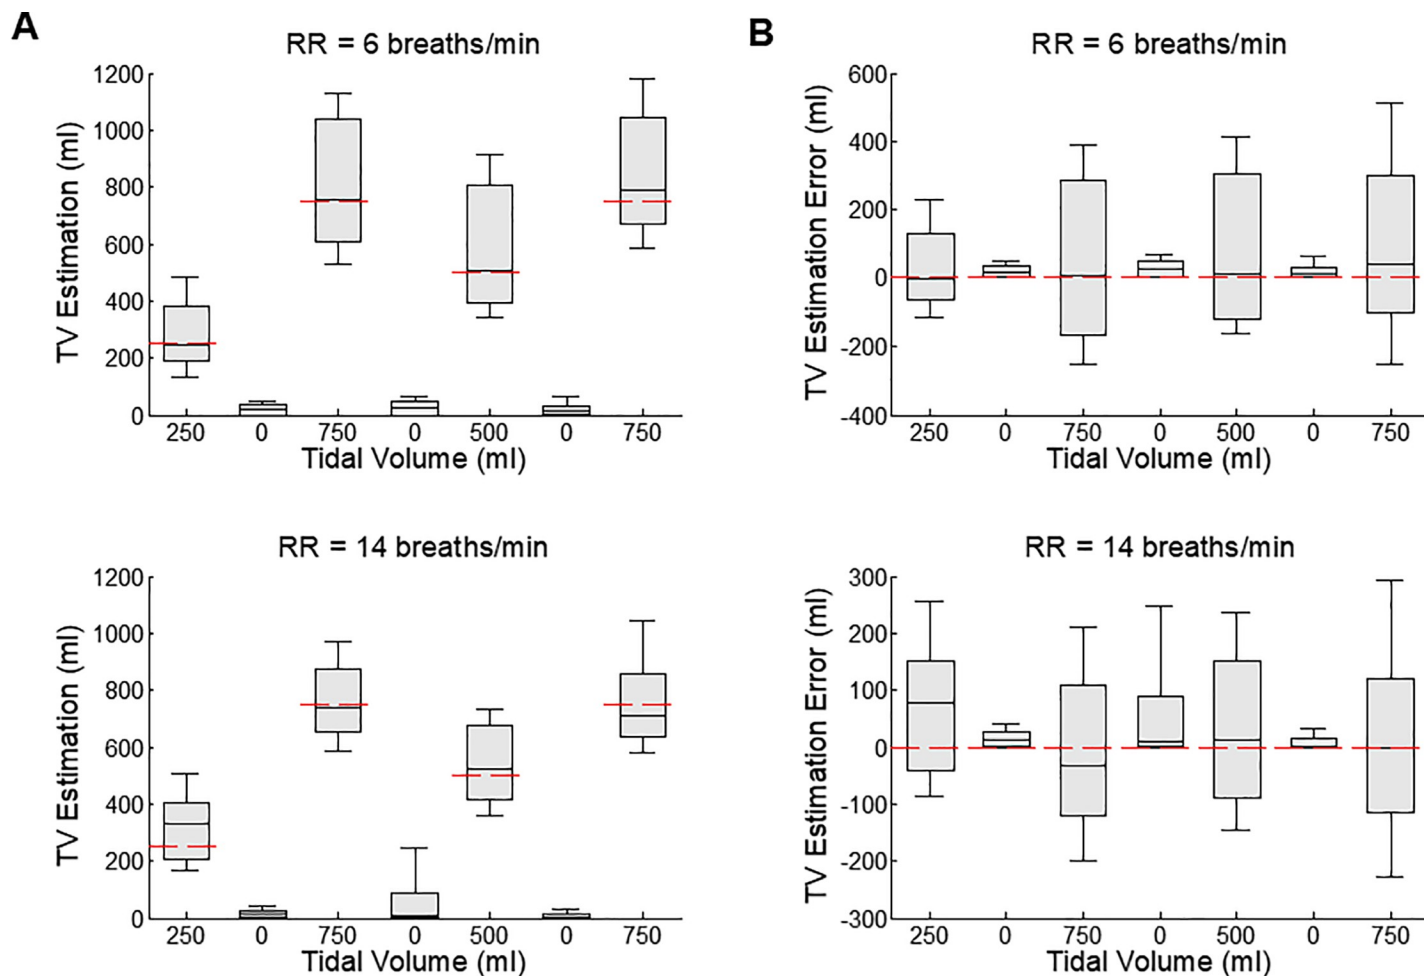 A
B
RR = 6 breaths/min
RR = 6 breaths/min
TV Estimation (ml)
1200
1000
800
600
400
200
0
250 0 750 0 500 0 750
Tidal Volume (ml)
TV Estimation Error (ml)
600
400
200
0
-200
-400
250 0 750 0 500 0 750
Tidal Volume (ml)
RR = 14 breaths/min
RR = 14 breaths/min
TV Estimation (ml)
1200
1000
800
600
400
200
0
250 0 750 0 500 0 750
Tidal Volume (ml)
TV Estimation Error (ml)
300
200
100
0
-100
-200
-300
250 0 750 0 500 0 750
Tidal Volume (ml)